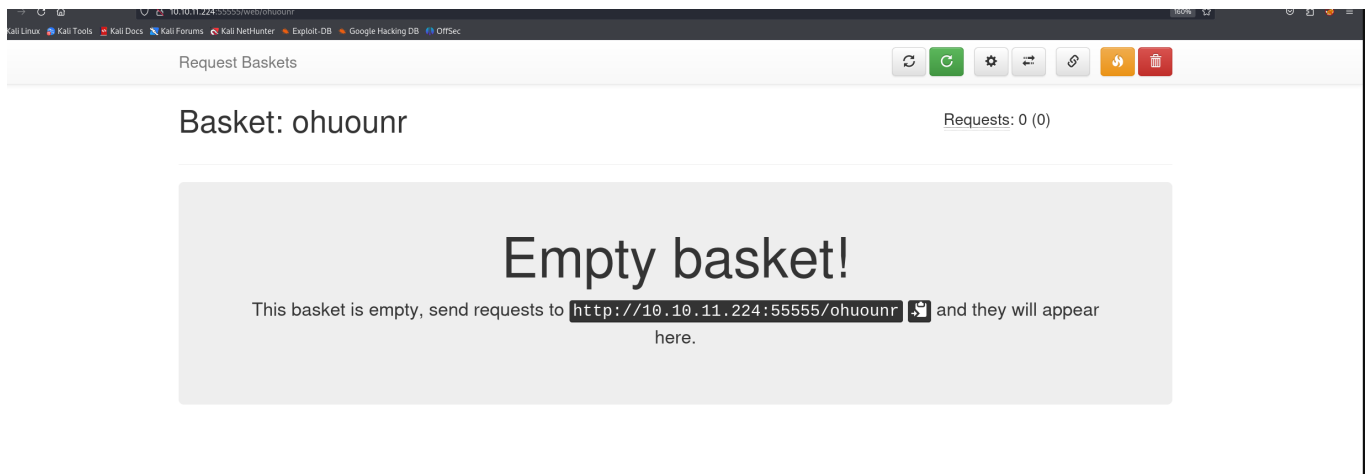 10.10.11.224:55555/web/ohuounr
160%
Kali Linux Kali Tools Kali Docs Kali Forums Kali NetHunter Exploit-DB Google Hacking DB OffSec
Request Baskets
Basket: ohuounr
Requests: 0 (0)
Empty basket!
This basket is empty, send requests to http://10.10.11.224:55555/ohuounr and they will appear
here.